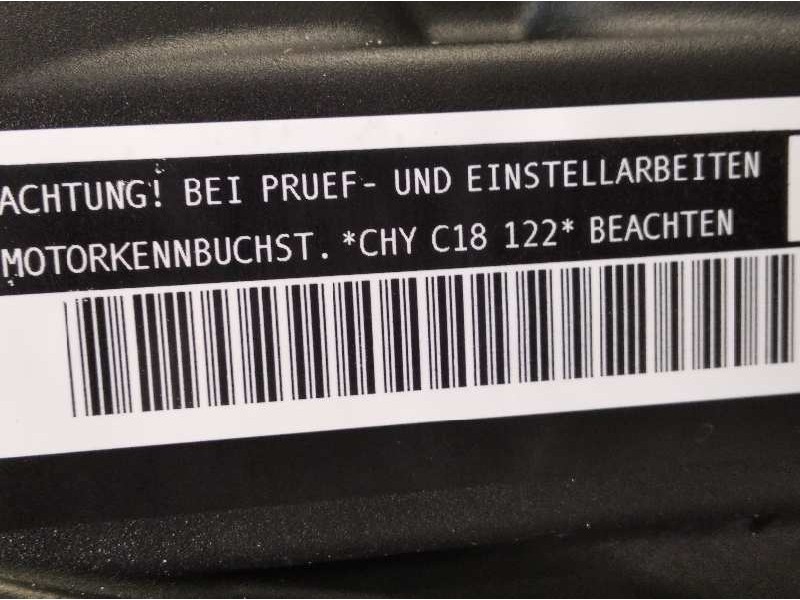 ACHTUNG! BEI PRUEF- UND EINSTELLARBEITEN
MOTORKENNBUCHST. *CHY C18 122* BEACHTEN